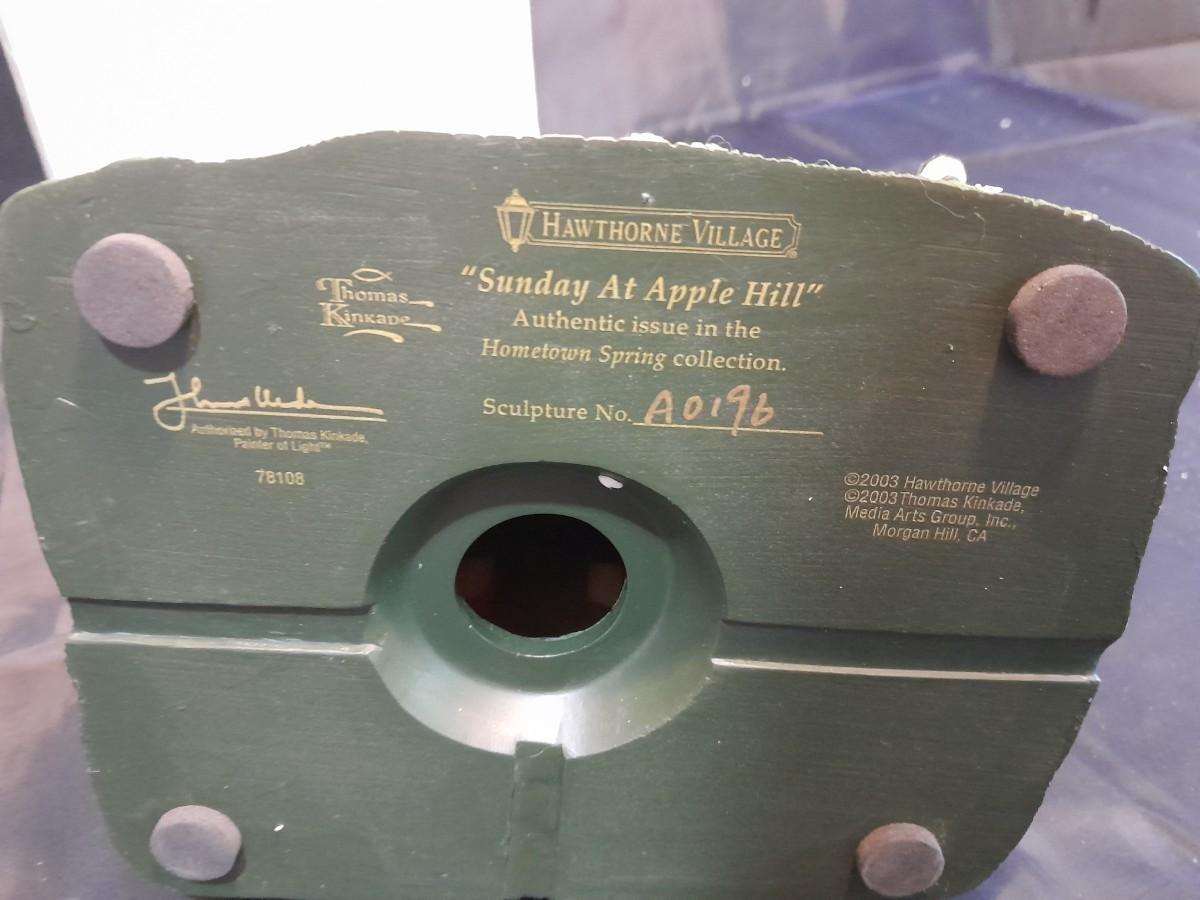 HAWTHORNE VILLAGE
"Sunday At Apple Hill"
Authentic issue in the
Hometown Spring collection.
Sculpture No. A0196
Thomas
Kinkade
Authorized by Thomas Kinkade,
Painter of Light™
78108
©2003 Hawthorne Village
©2003 Thomas Kinkade,
Media Arts Group, Inc.,
Morgan Hill, CA